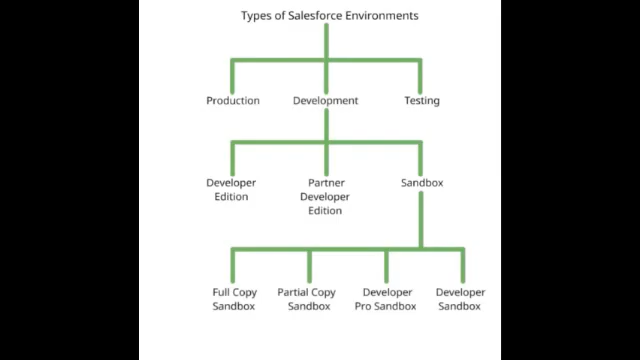 Types of Salesforce Environments
Production Development Testing
Developer Edition
Partner Developer Edition
Sandbox
Full Copy Sandbox
Partial Copy Sandbox
Developer Pro Sandbox
Developer Sandbox